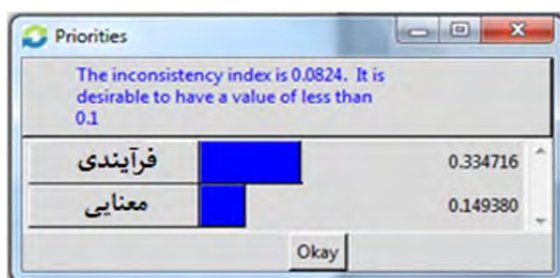 Priorities
The inconsistency index is 0.0824. It is
desirable to have a value of less than
0.1
فرآیندی 0.334716
معنایی 0.149380
Okay